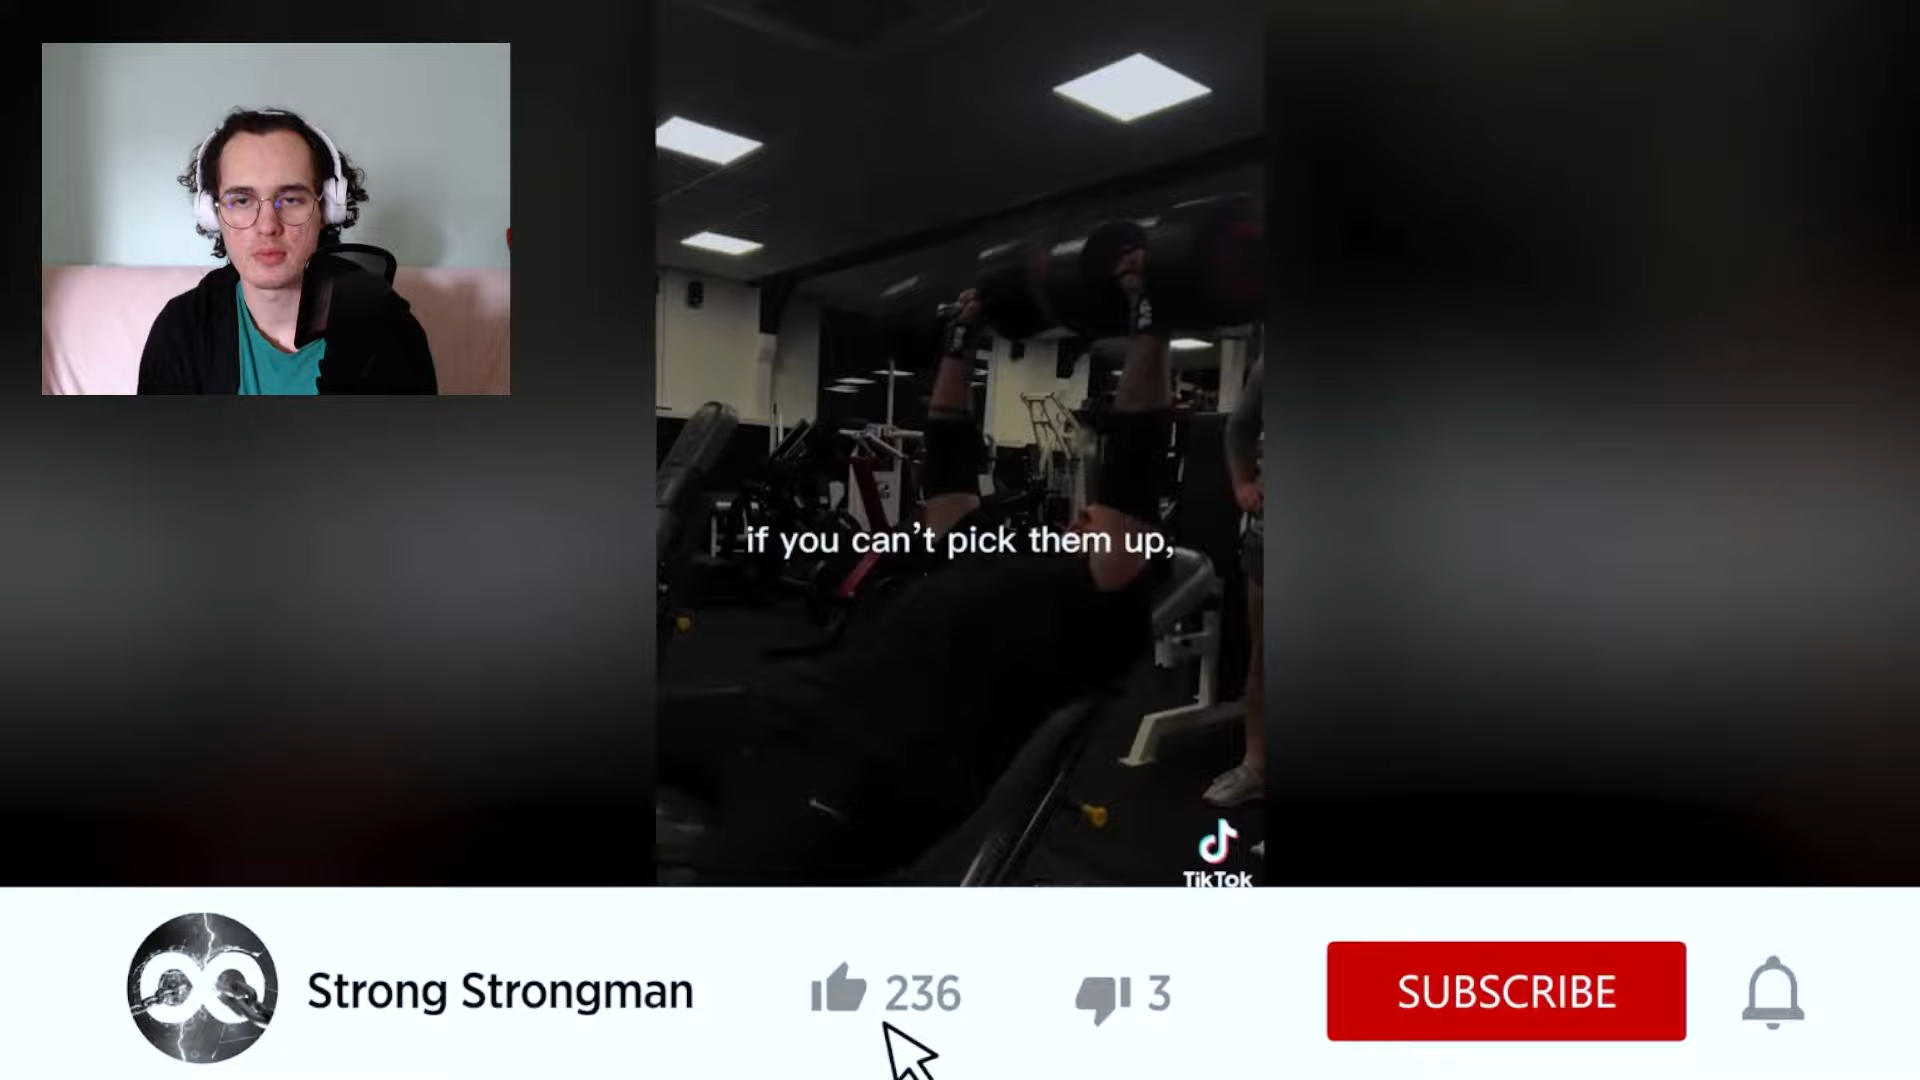 if you can't pick them up,
TikTok
Strong Strongman
236
3
SUBSCRIBE